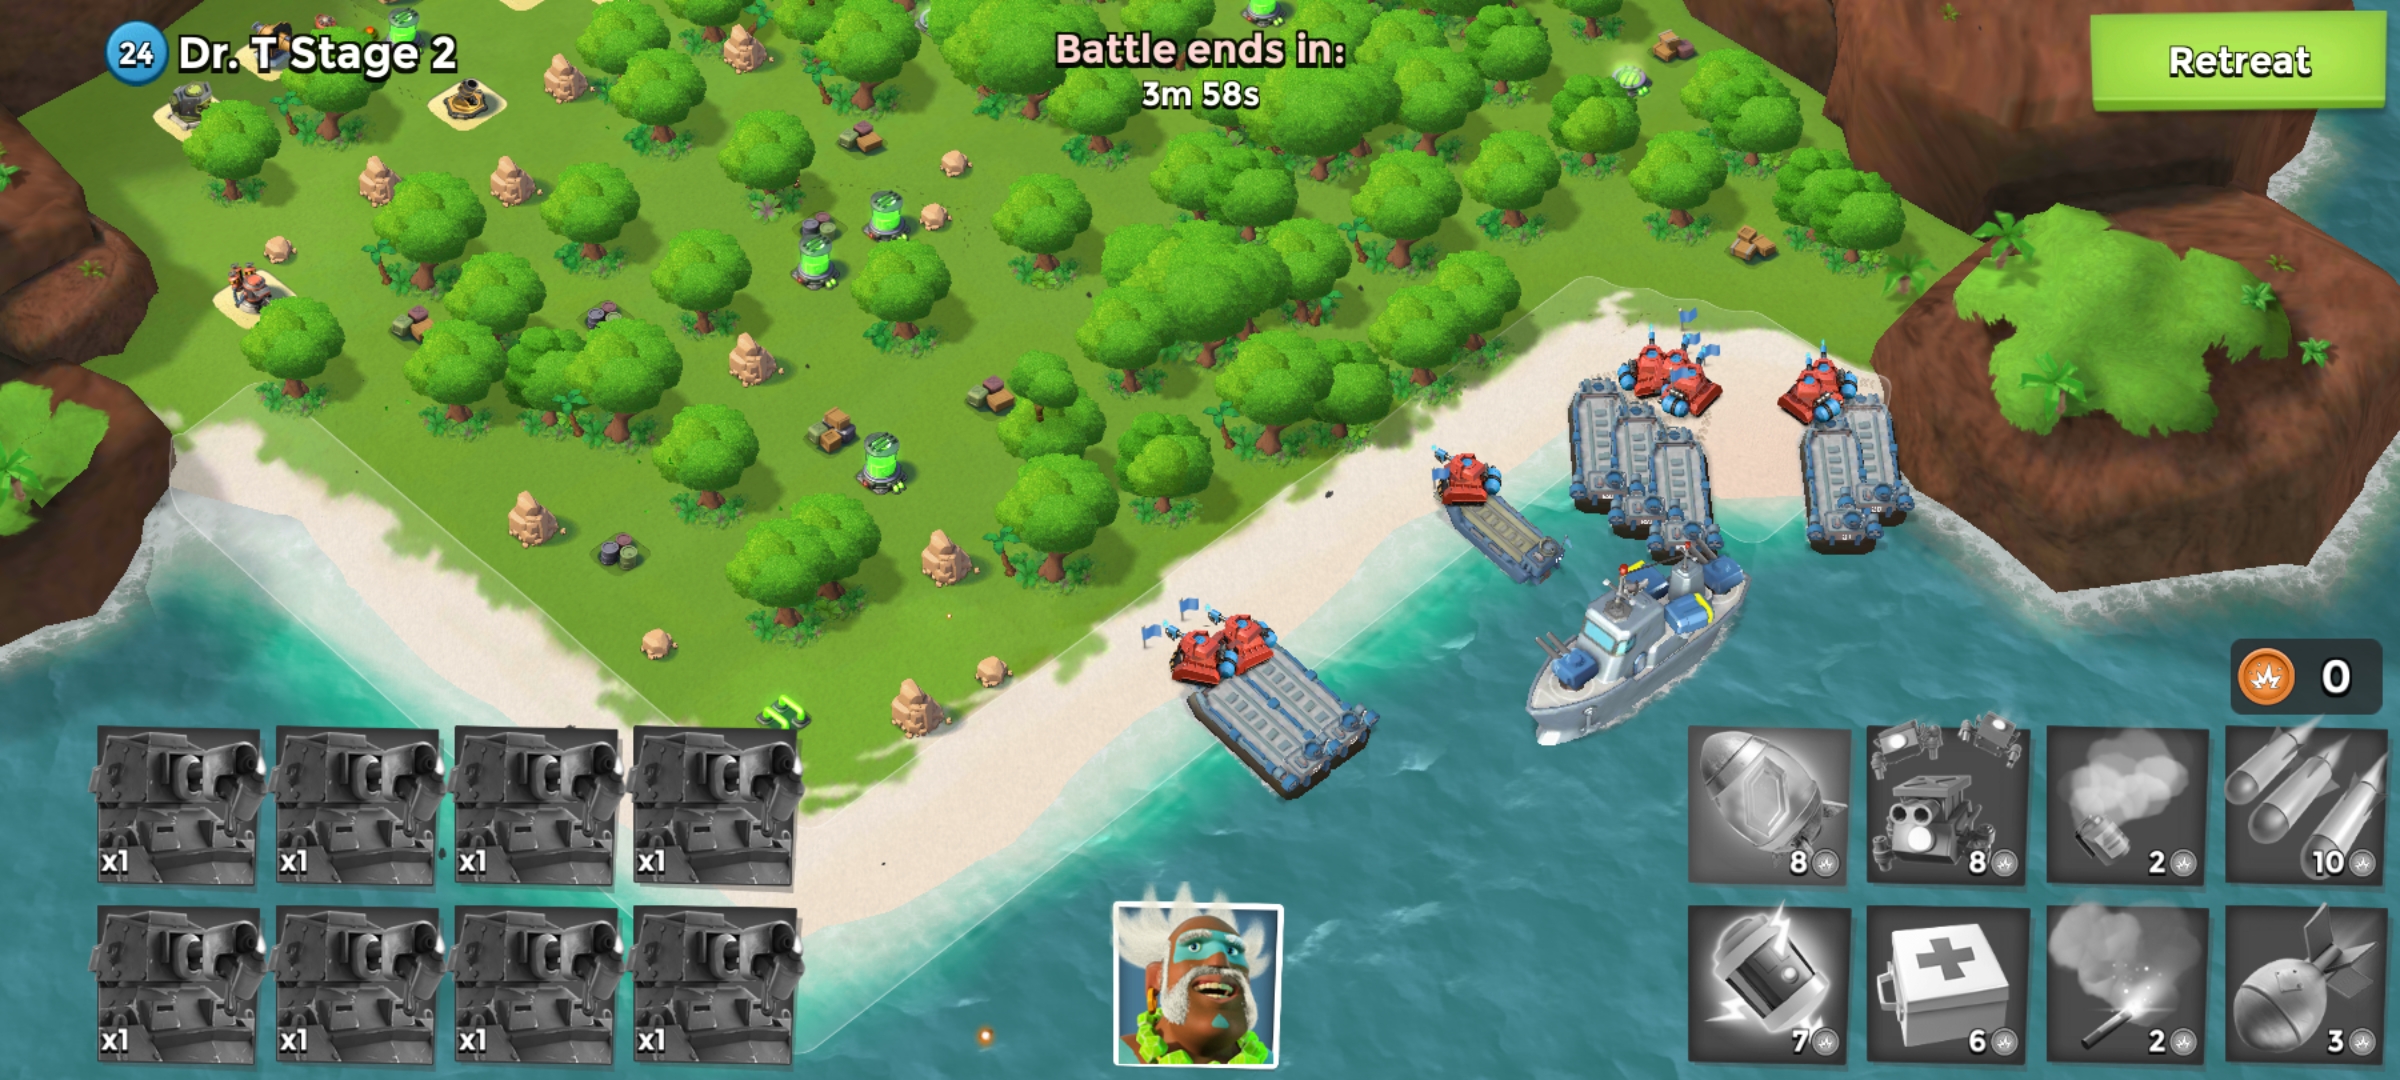 24 Dr. T Stage 2
Battle ends in:
3m 58s
Retreat
0
x1 x1 x1 x1
8 8 2 10
x1 x1 x1 x1
7 6 2 3